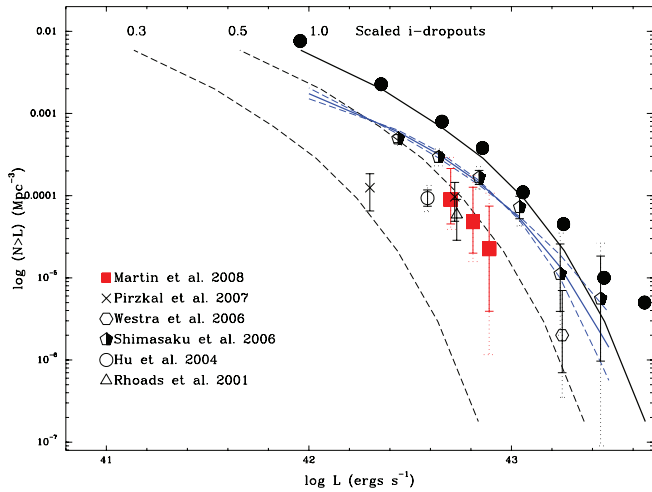 0.3 0.5 1.0 Scaled i-dropouts
0.01
0.001
0.0001
10⁻⁵
10⁻⁶
10⁻⁷
log (N>L) (Mpc⁻³)
Martin et al. 2008
Pirzkal et al. 2007
Westra et al. 2006
Shimasaku et al. 2006
Hu et al. 2004
Rhoads et al. 2001
41 42 43
log L (ergs s⁻¹)